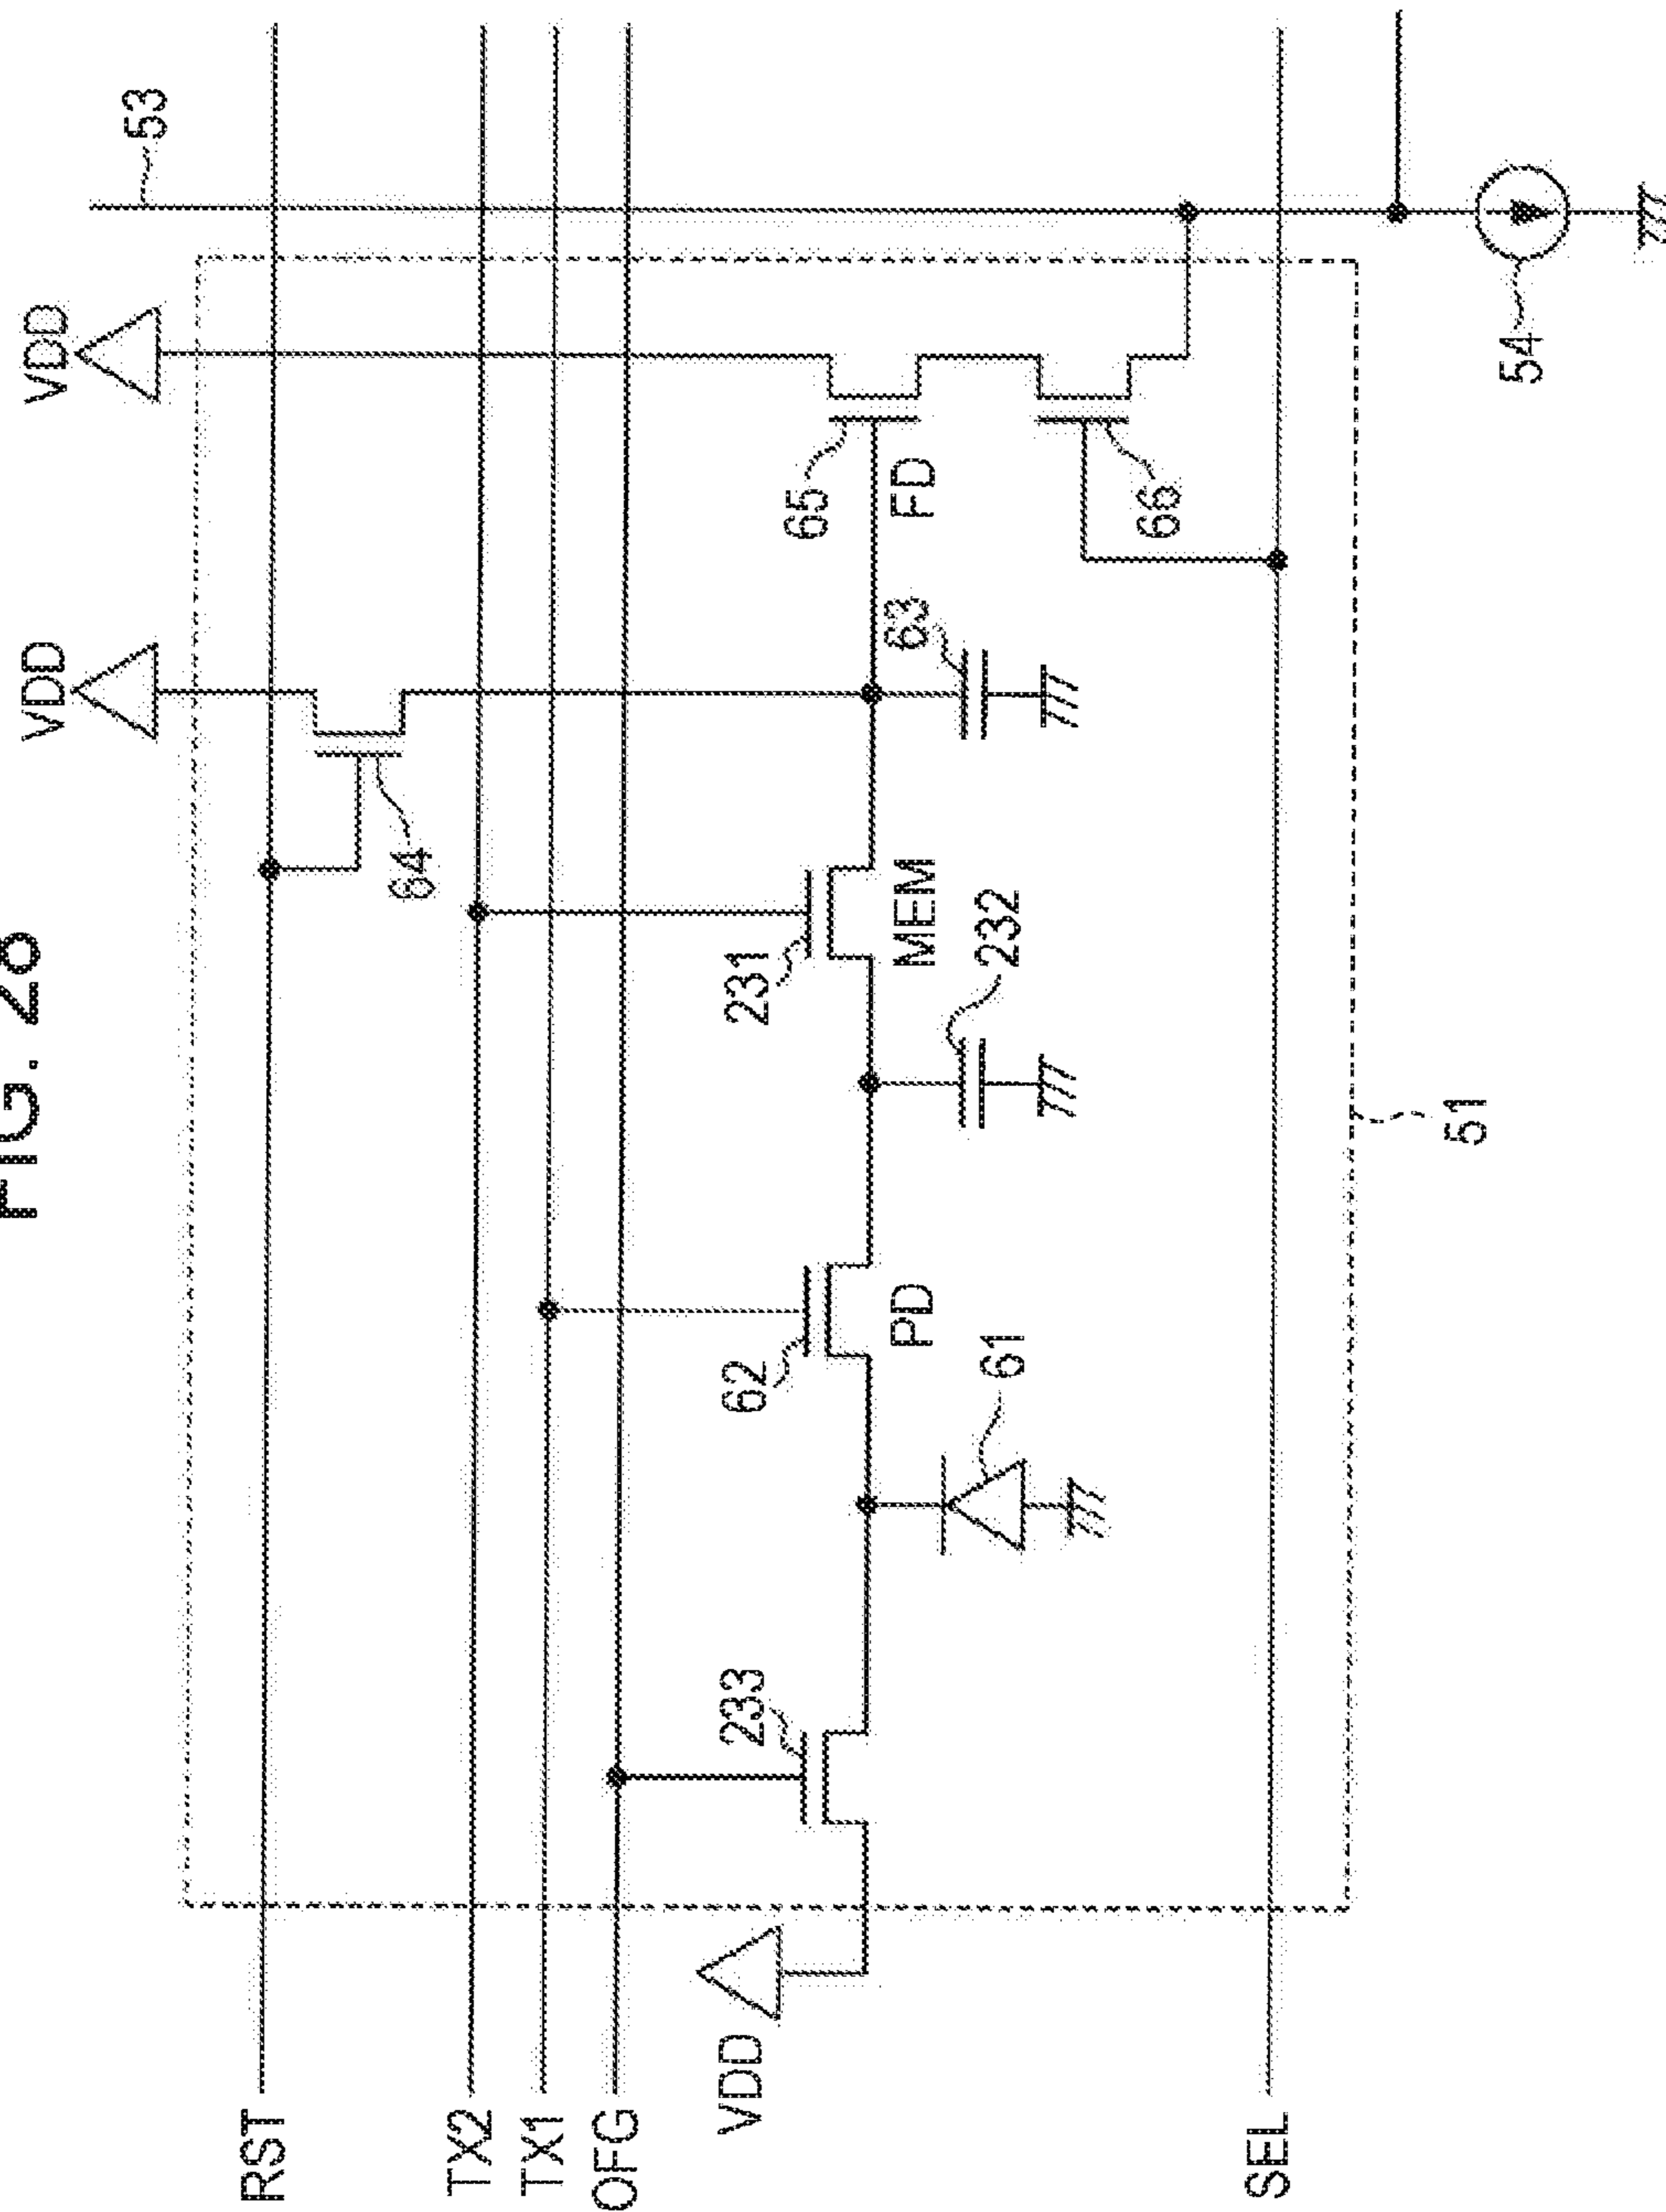 FIG. 28
VDD
VDD
53
RST
64
TX2
TX1
OFG
VDD
233
62
231
65
PD
MEM
FD
61
232
63
66
SEL
51
54